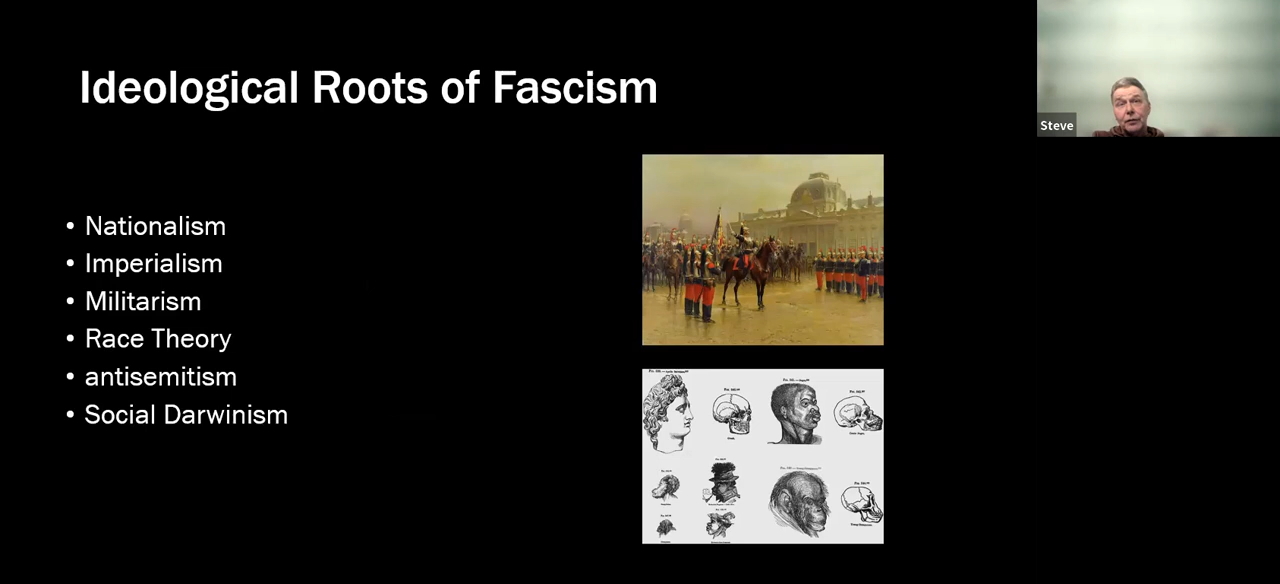 Ideological Roots of Fascism
Steve
• Nationalism
• Imperialism
• Militarism
• Race Theory
• antisemitism
• Social Darwinism